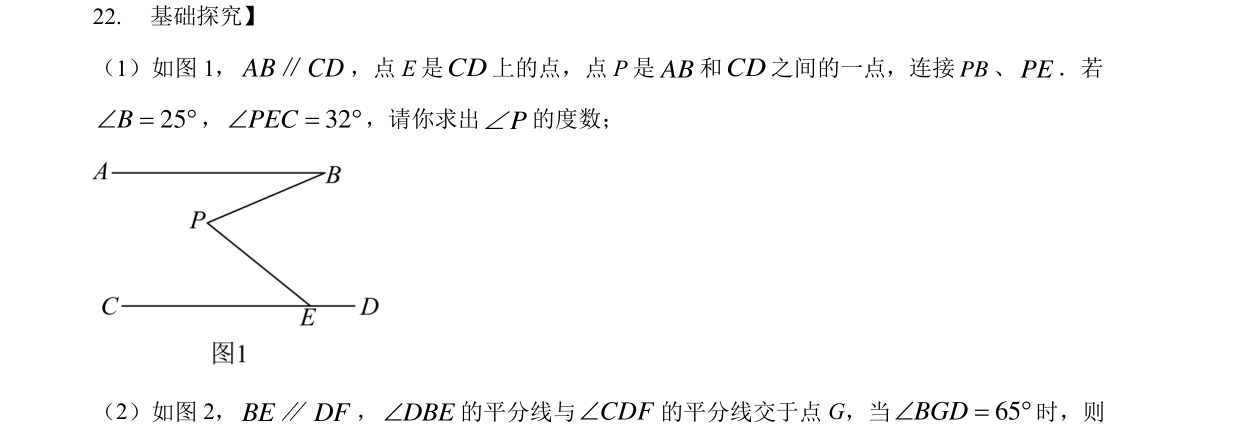 22. 基础探究】
（1）如图 1，AB∥CD，点 E 是 CD 上的点，点 P 是 AB 和 CD 之间的一点，连接 PB、PE．若
∠B＝25°，∠PEC＝32°，请你求出∠P 的度数；
A B
P
C E D
图1
（2）如图 2，BE∥DF，∠DBE 的平分线与∠CDF 的平分线交于点 G，当∠BGD＝65°时，则